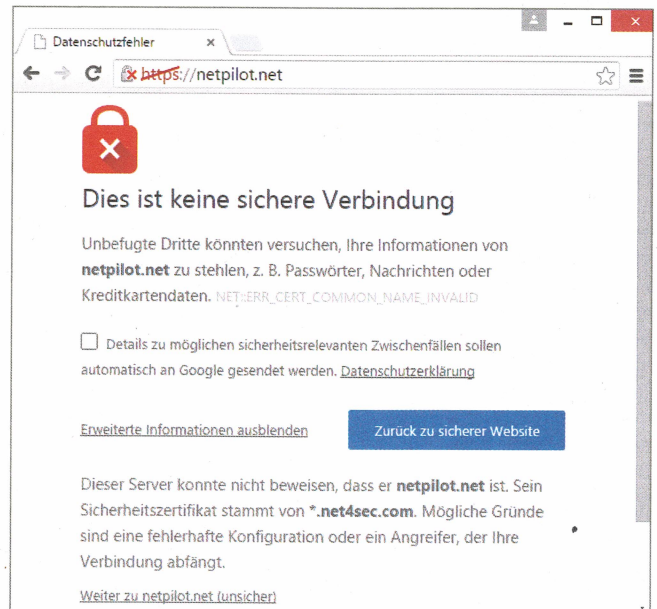 Datenschutzfehler
https://netpilot.net
Dies ist keine sichere Verbindung
Unbefugte Dritte könnten versuchen, Ihre Informationen von
netpilot.net zu stehlen, z. B. Passwörter, Nachrichten oder
Kreditkartendaten. NET::ERR_CERT_COMMON_NAME_INVALID
Details zu möglichen sicherheitsrelevanten Zwischenfällen sollen
automatisch an Google gesendet werden. Datenschutzerklärung
Erweiterte Informationen ausblenden
Zurück zu sicherer Website
Dieser Server konnte nicht beweisen, dass er netpilot.net ist. Sein
Sicherheitszertifikat stammt von *.net4sec.com. Mögliche Gründe
sind eine fehlerhafte Konfiguration oder ein Angreifer, der Ihre
Verbindung abfängt.
Weiter zu netpilot.net (unsicher)